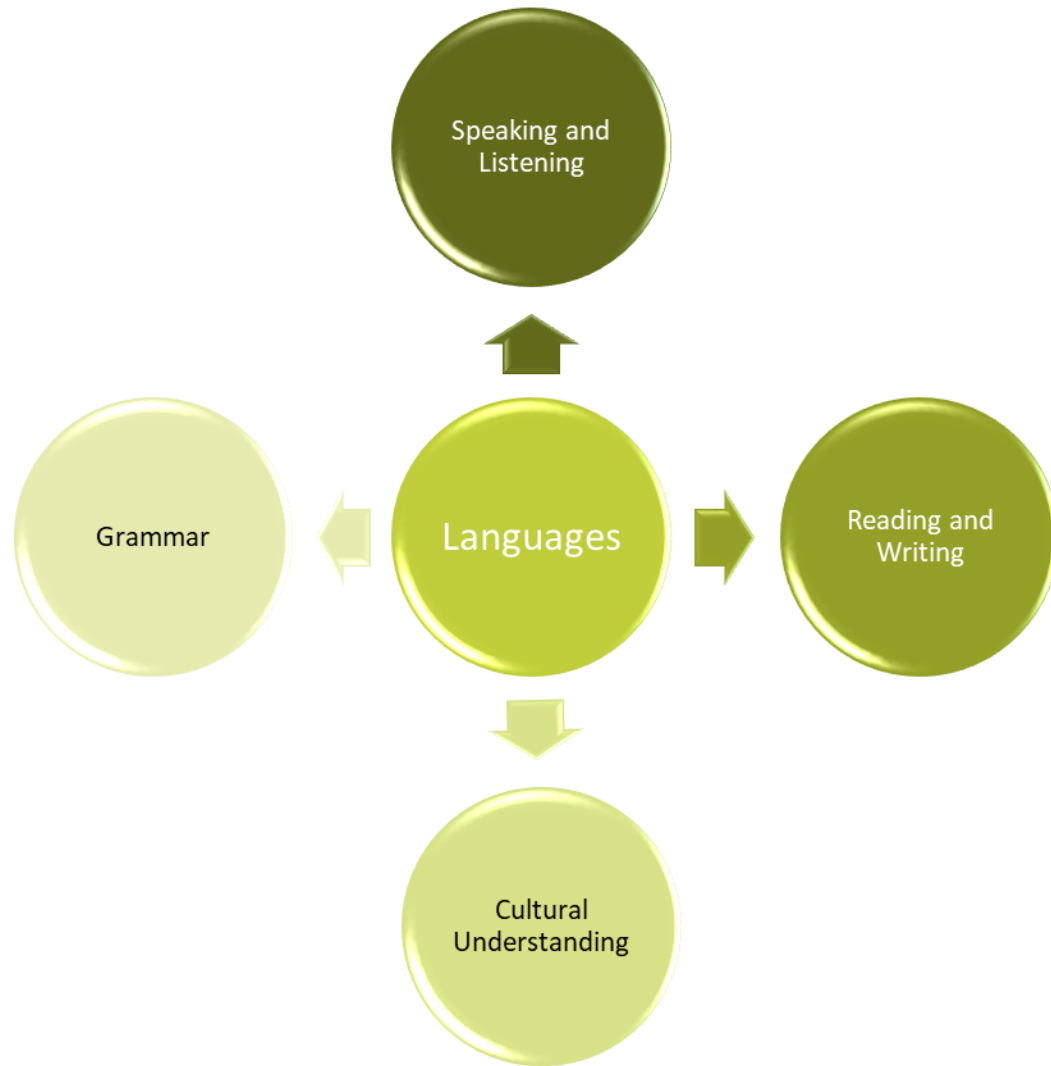 Speaking and
Listening
Grammar
Languages
Reading and
Writing
Cultural
Understanding